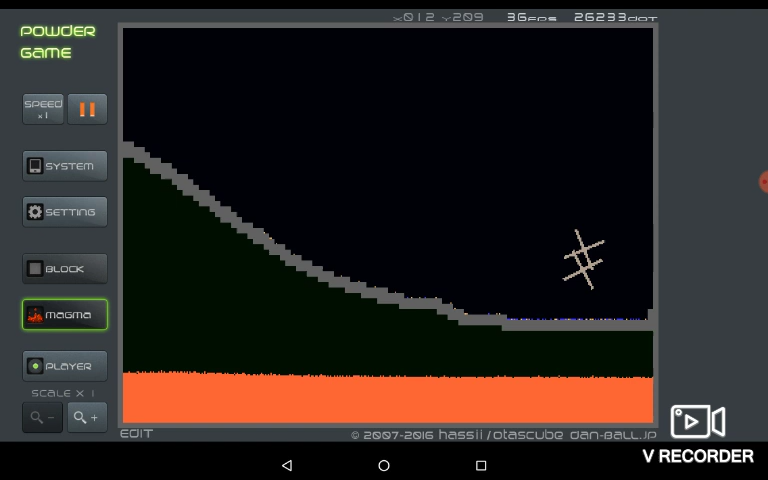 x012 y209 36fps 26233dot
POWDER
GAME
SPEED
x1
SYSTEM
SETTING
BLOCK
MAGMA
PLAYER
SCALE x 1
EDIT
© 2007-2016 hassii/otascube dan-ball.jp
V RECORDER